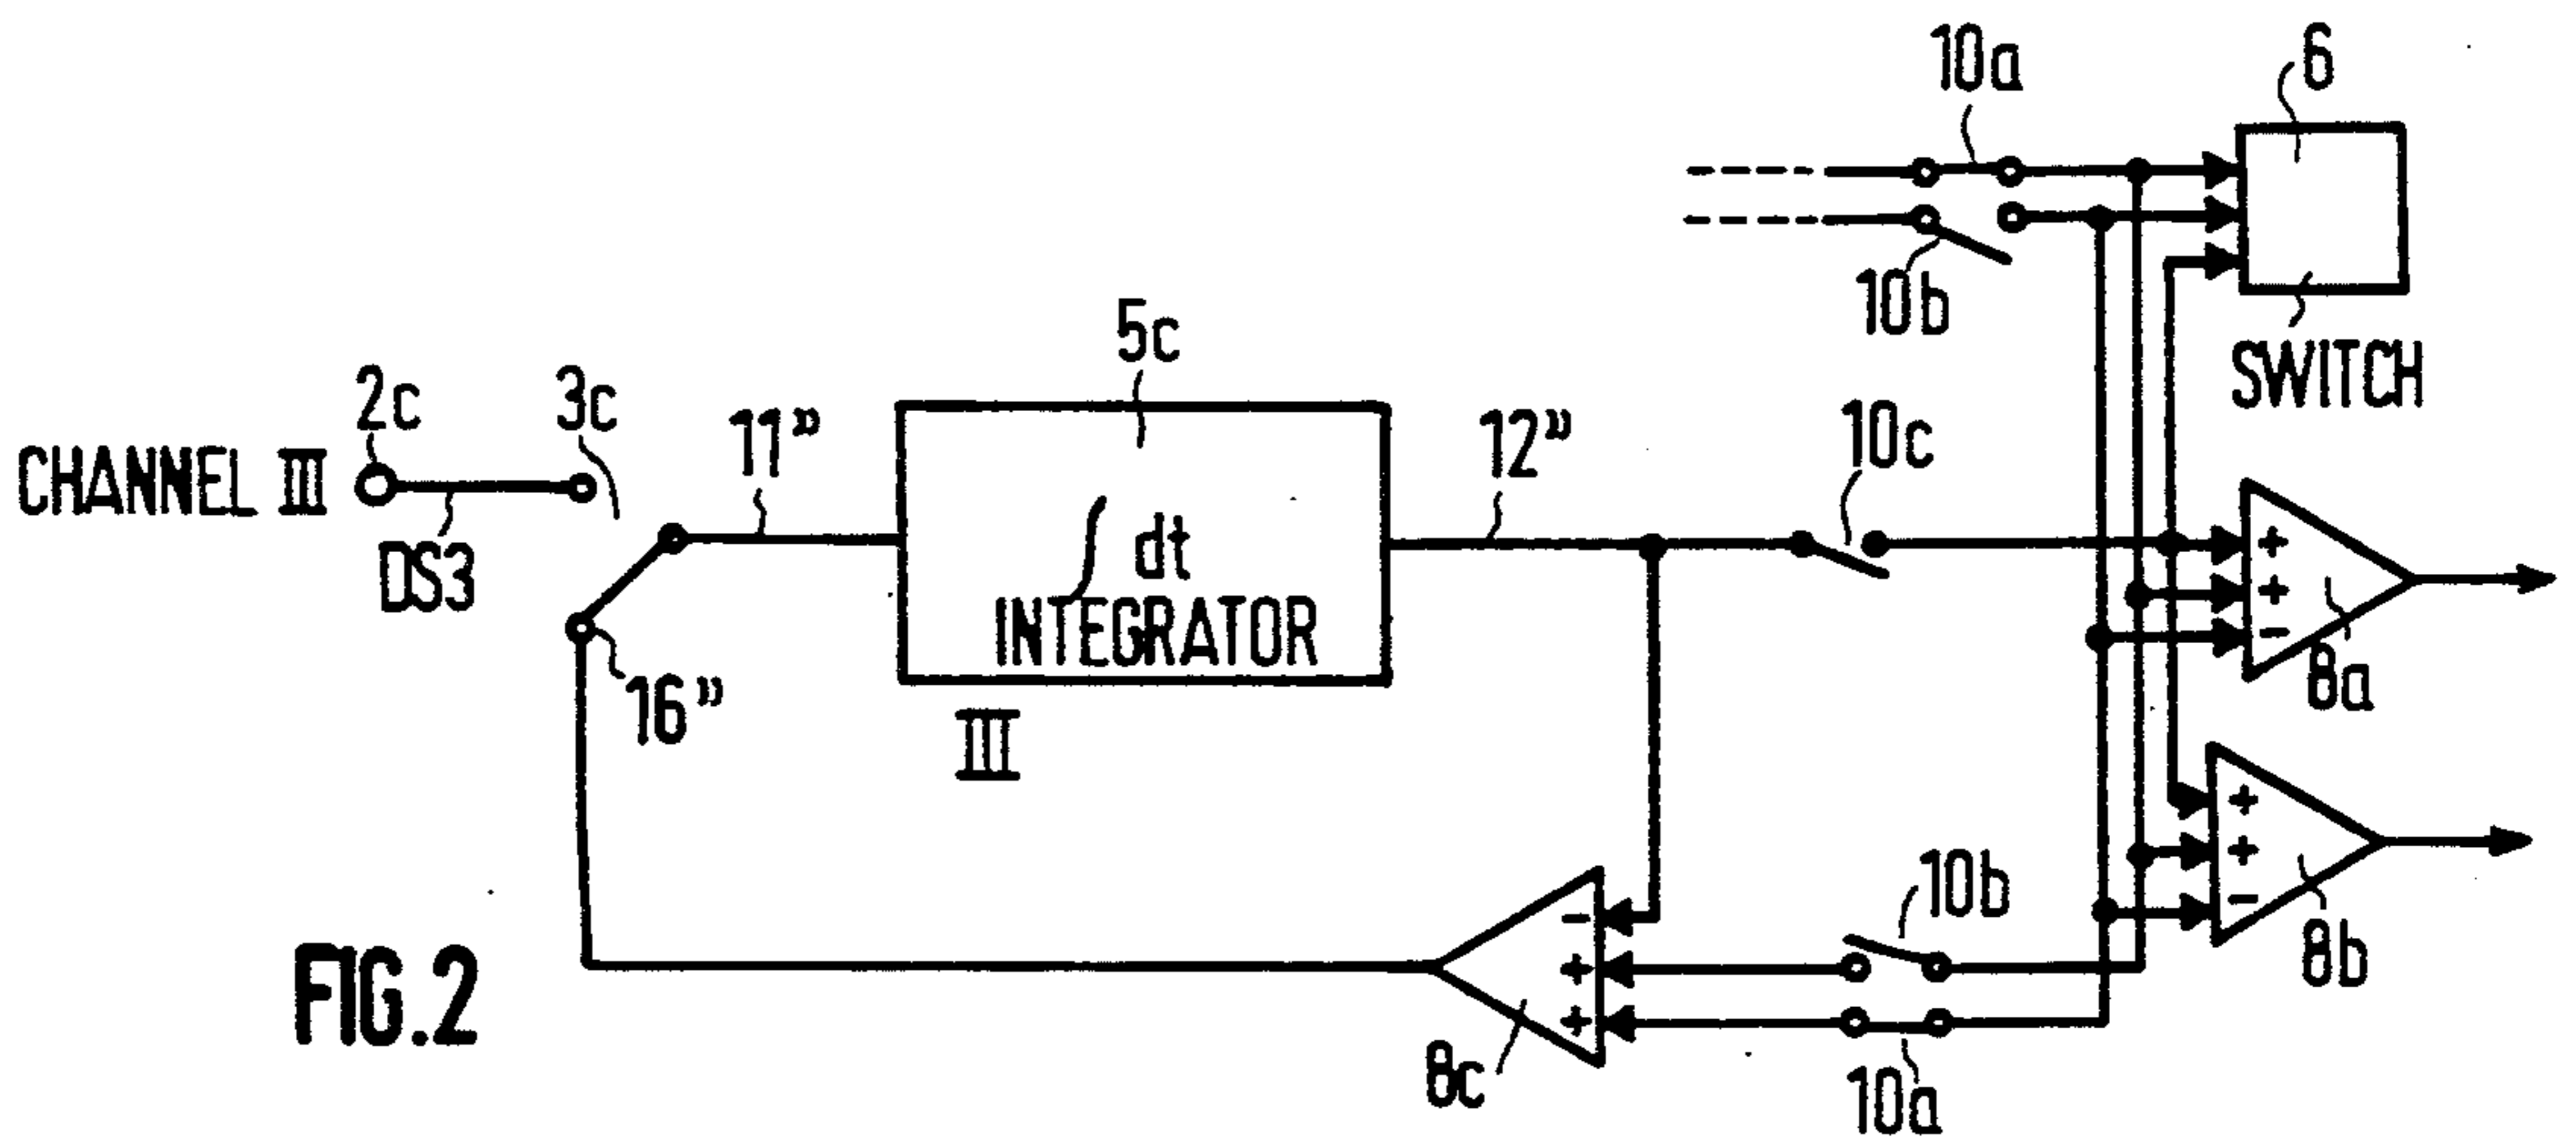 10a
6
10b
SWITCH
5c
2c
3c
11”
12”
10c
CHANNEL III
DS3
∫ dt
INTEGRATOR
+
+
-
8a
16”
III
+
+
-
8b
10b
-
+
+
8c
10a
FIG.2